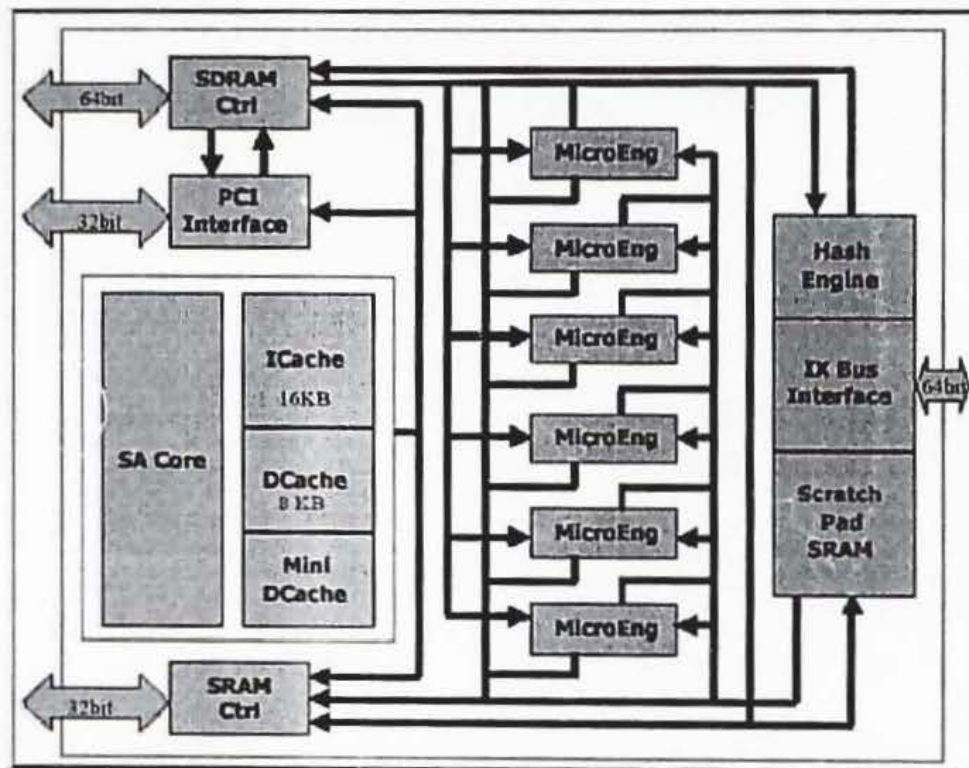 SDRAM
Ctrl
64bit
PCI
Interface
32bit
SA Core
ICache
16KB
DCache
8 KB
Mini
DCache
SRAM
Ctrl
32bit
MicroEng
MicroEng
MicroEng
MicroEng
MicroEng
MicroEng
Hash
Engine
IX Bus
Interface
64bit
Scratch
Pad
SRAM